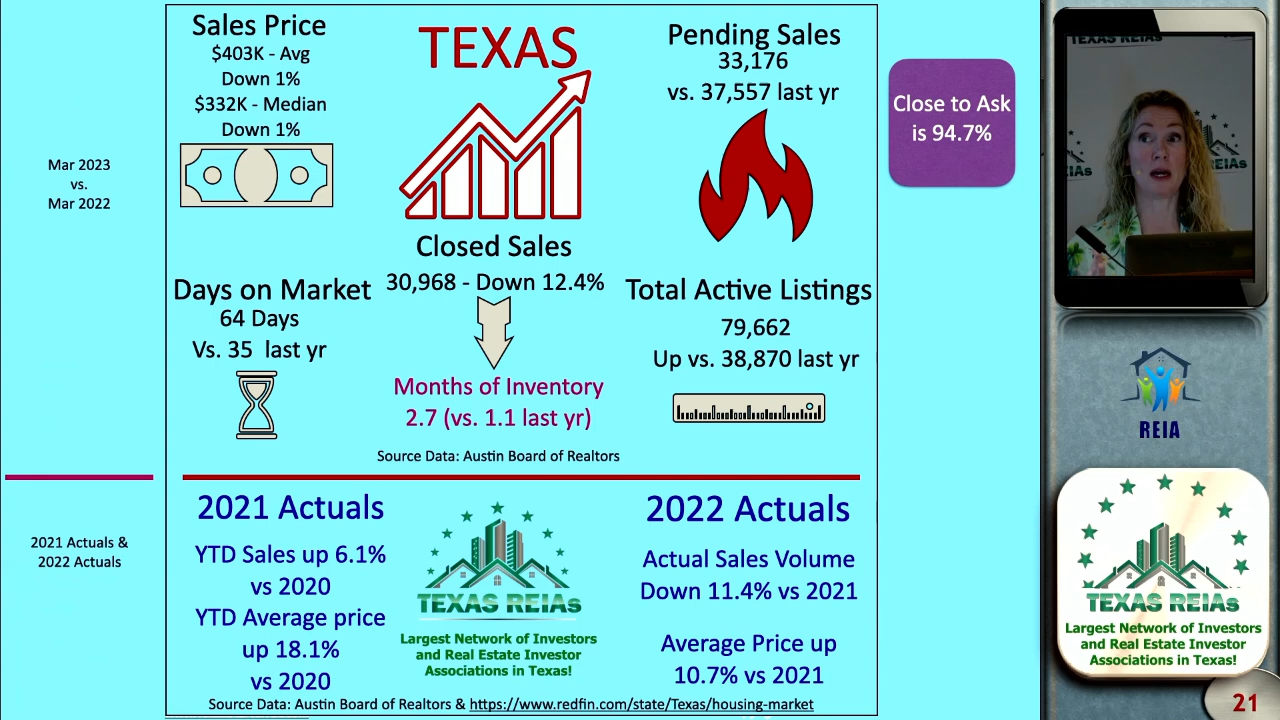 Mar 2023
vs.
Mar 2022
Sales Price
$403K - Avg
Down 1%
$332K - Median
Down 1%
TEXAS
Pending Sales
33,176
vs. 37,557 last yr
Close to Ask
is 94.7%
Days on Market
64 Days
Vs. 35 last yr
Closed Sales
30,968 - Down 12.4%
Months of Inventory
2.7 (vs. 1.1 last yr)
Total Active Listings
79,662
Up vs. 38,870 last yr
Source Data: Austin Board of Realtors
2021 Actuals &
2022 Actuals
2021 Actuals
YTD Sales up 6.1%
vs 2020
YTD Average price
up 18.1%
vs 2020
TEXAS REIAs
Largest Network of Investors
and Real Estate Investor
Associations in Texas!
2022 Actuals
Actual Sales Volume
Down 11.4% vs 2021
Average Price up
10.7% vs 2021
Source Data: Austin Board of Realtors & https://www.redfin.com/state/Texas/housing-market
TEXAS REIAs
REIAs
REIA
TEXAS REIAs
Largest Network of Investors
and Real Estate Investor
Associations in Texas!
21